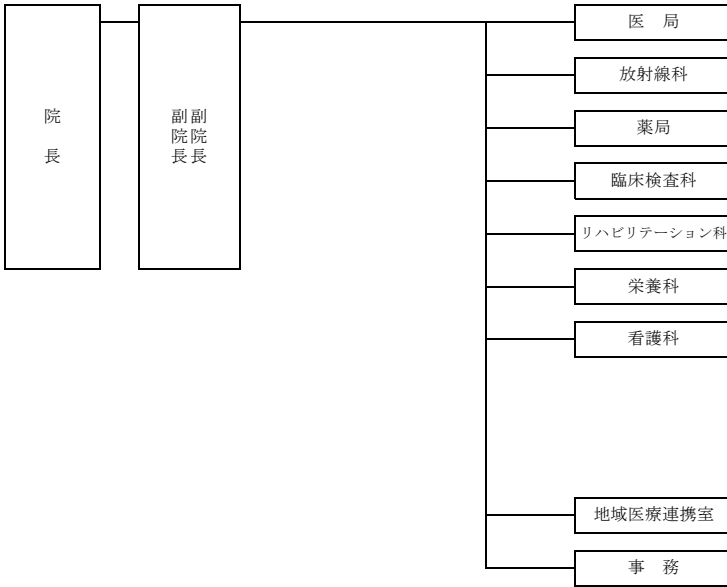 院長
副院長
副院長
医　局
放射線科
薬局
臨床検査科
リハビリテーション科
栄養科
看護科
地域医療連携室
事　務